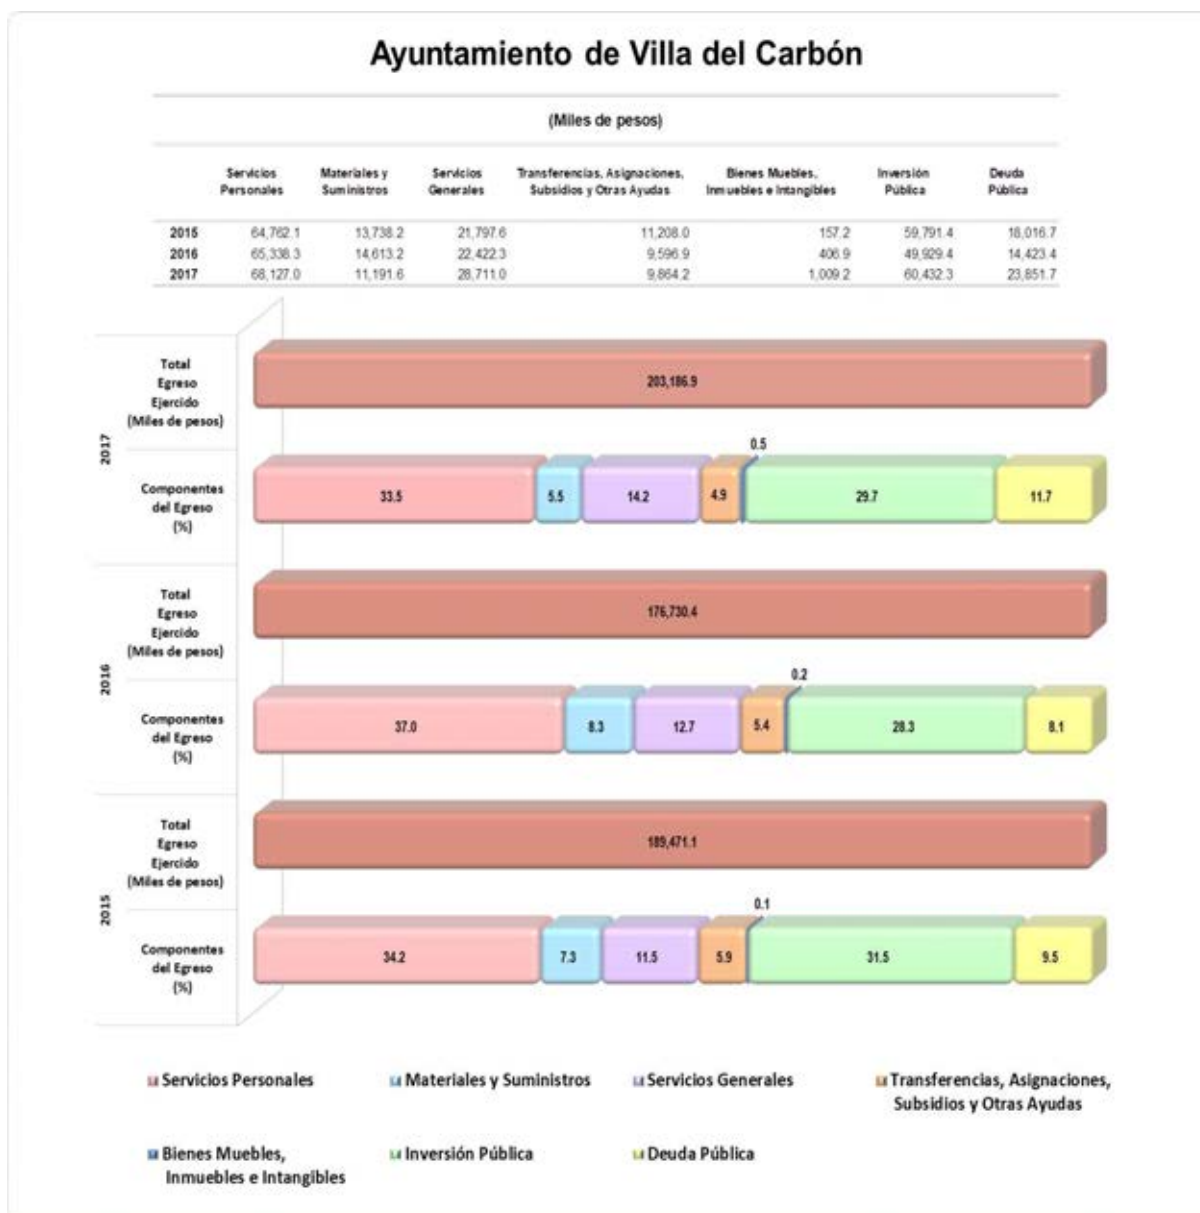 Ayuntamiento de Villa del Carbón
(Miles de pesos)
Servicios Personales Materiales y Suministros Servicios Generales Transferencias, Asignaciones, Subsidios y Otras Ayudas Bienes Muebles, Inmuebles e Intangibles Inversión Pública Deuda Pública
2015 64,762.1 13,738.2 21,797.6 11,208.0 157.2 59,791.4 18,016.7
2016 65,338.3 14,613.2 22,422.3 9,596.9 406.9 49,929.4 14,423.4
2017 68,127.0 11,191.6 28,711.0 9,864.2 1,009.2 60,432.3 23,851.7
2017
Total
Egreso
Ejercido
(Miles de pesos)
203,186.9
Componentes
del Egreso
(%)
0.5
33.5 5.5 14.2 4.9 29.7 11.7
2016
Total
Egreso
Ejercido
(Miles de pesos)
176,730.4
Componentes
del Egreso
(%)
0.2
37.0 8.3 12.7 5.4 28.3 8.1
2015
Total
Egreso
Ejercido
(Miles de pesos)
189,471.1
Componentes
del Egreso
(%)
0.1
34.2 7.3 11.5 5.9 31.5 9.5
Servicios Personales
Materiales y Suministros
Servicios Generales
Transferencias, Asignaciones,
Subsidios y Otras Ayudas
Bienes Muebles,
Inmuebles e Intangibles
Inversión Pública
Deuda Pública